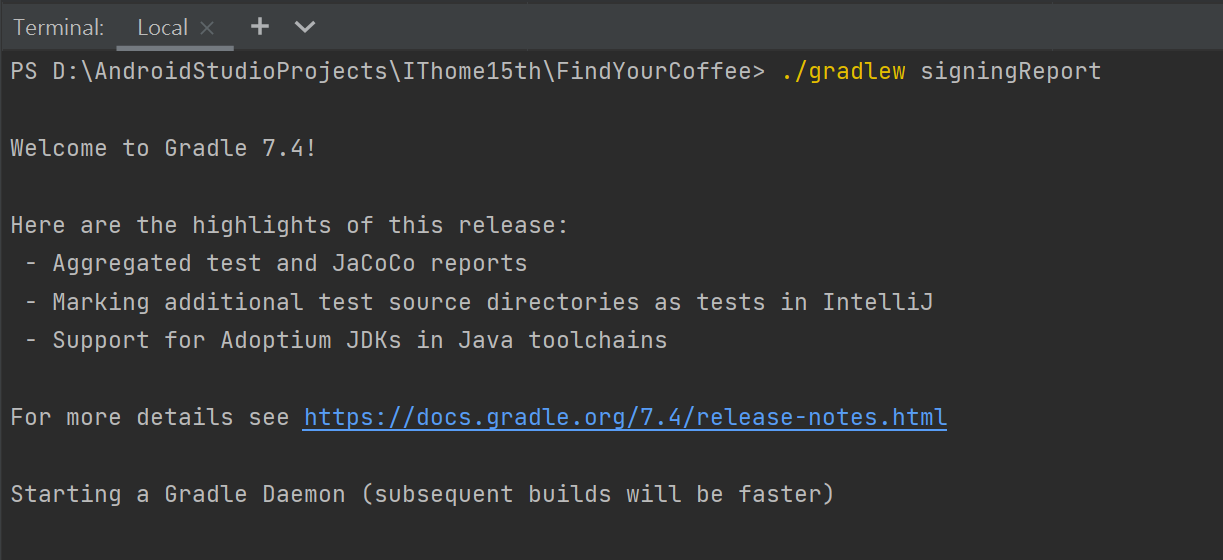 Terminal: Local
PS D:\AndroidStudioProjects\IThome15th\FindYourCoffee> ./gradlew signingReport
Welcome to Gradle 7.4!
Here are the highlights of this release:
- Aggregated test and JaCoCo reports
- Marking additional test source directories as tests in IntelliJ
- Support for Adoptium JDKs in Java toolchains
For more details see https://docs.gradle.org/7.4/release-notes.html
Starting a Gradle Daemon (subsequent builds will be faster)